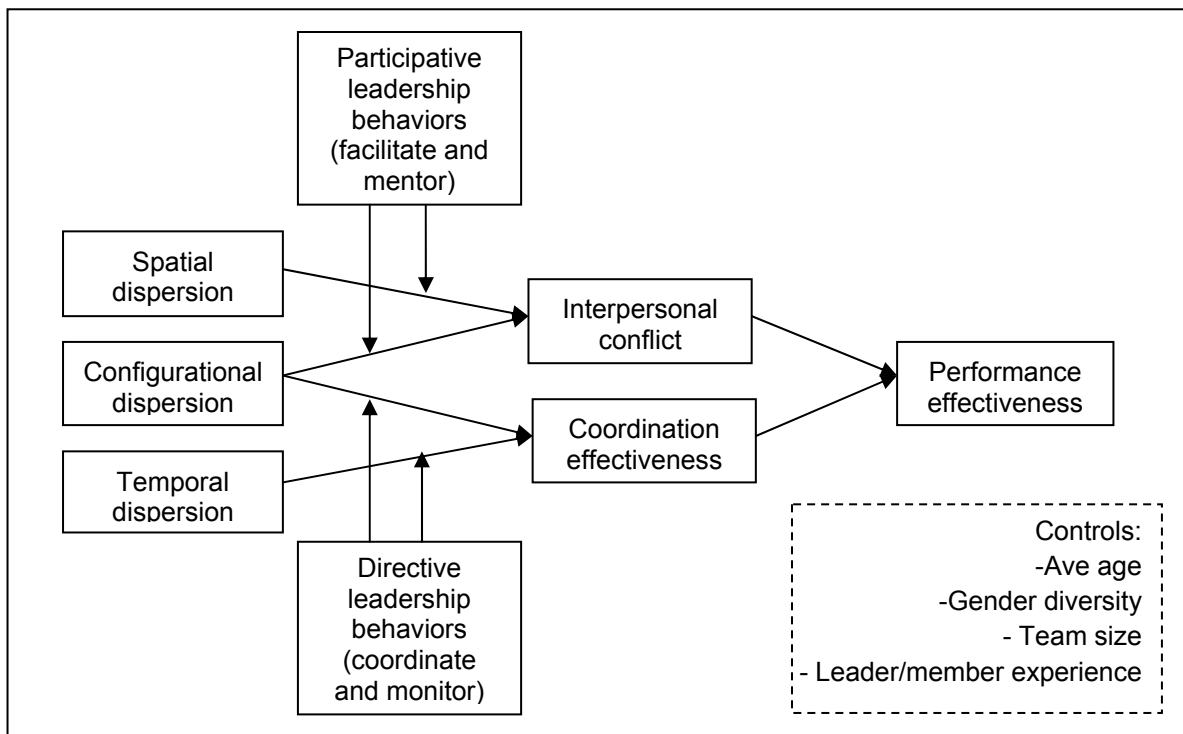 Participative
leadership
behaviors
(facilitate and
mentor)
Spatial
dispersion
Configurational
dispersion
Temporal
dispersion
Interpersonal
conflict
Coordination
effectiveness
Performance
effectiveness
Directive
leadership
behaviors
(coordinate
and monitor)
Controls:
-Ave age
-Gender diversity
- Team size
- Leader/member experience